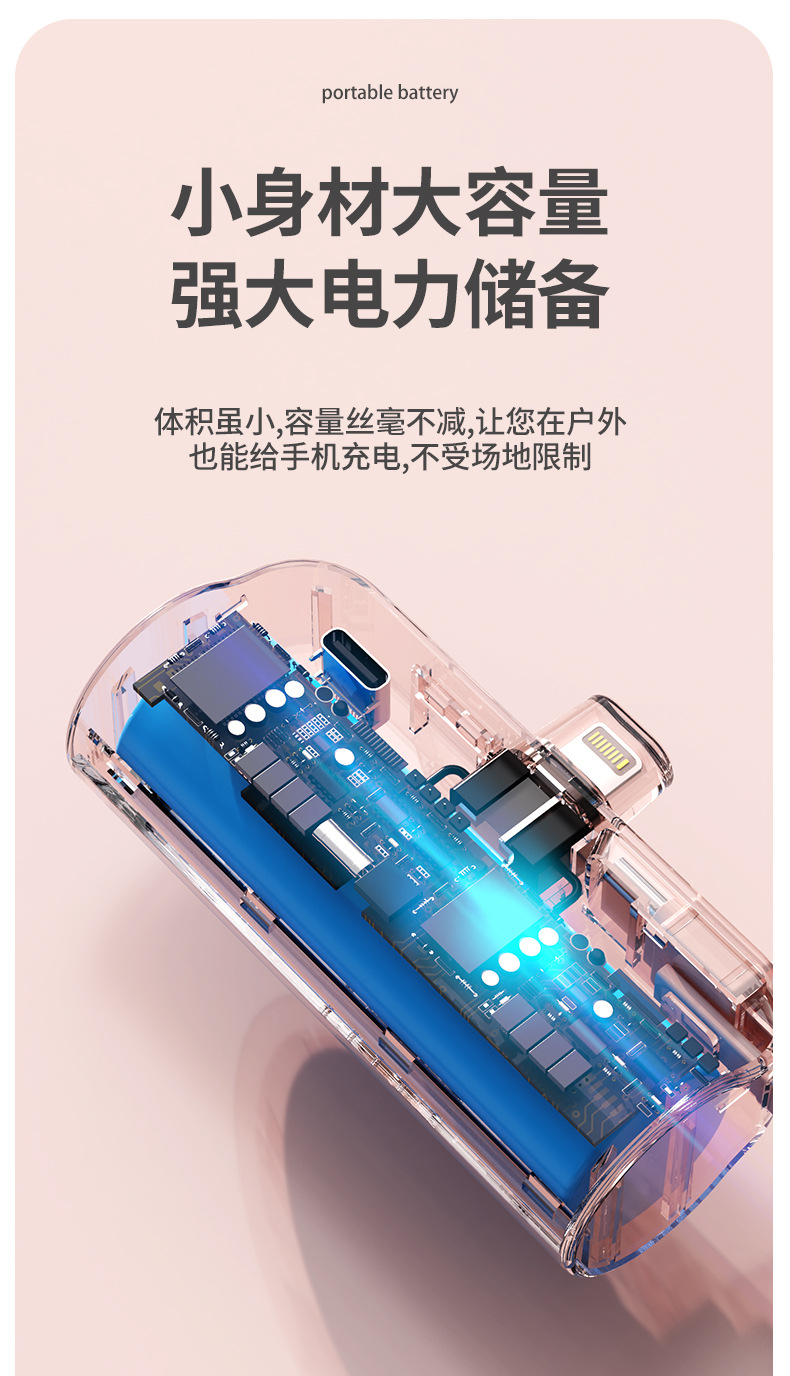 portable battery
小身材大容量
强大电力储备
体积虽小,容量丝毫不减,让您在户外
也能给手机充电,不受场地限制